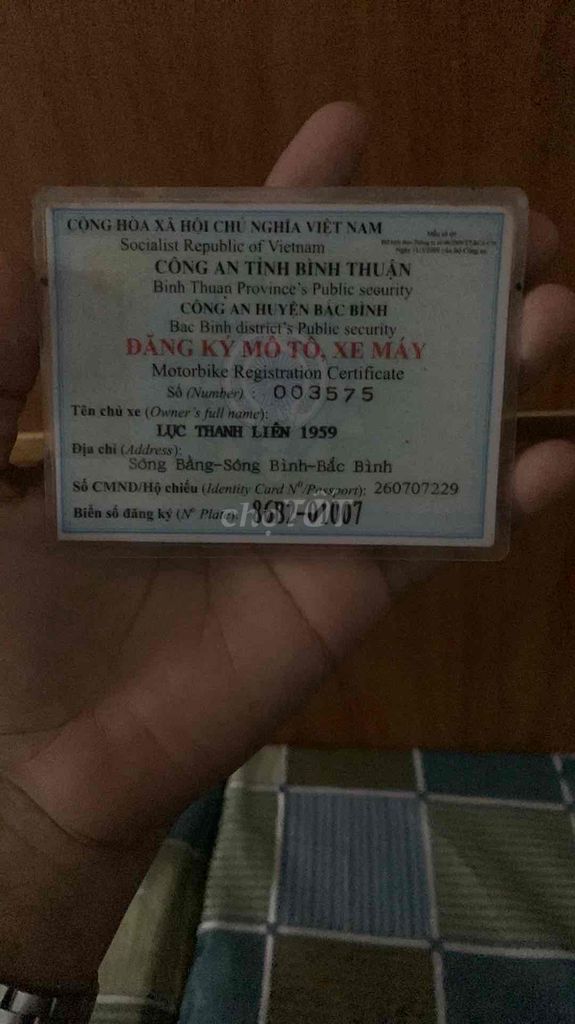 CỘNG HÒA XÃ HỘI CHỦ NGHĨA VIỆT NAM
Socialist Republic of Vietnam
CÔNG AN TỈNH BÌNH THUẬN
Binh Thuan Province's Public security
CÔNG AN HUYỆN BẮC BÌNH
Bac Binh district's Public security
ĐĂNG KÝ MÔ TÔ, XE MÁY
Motorbike Registration Certificate
Số (Number) : 003575
Tên chủ xe (Owner's full name):
LỤC THANH LIÊN 1959
Địa chỉ (Address):
Sông Bằng-Sông Bình-Bắc Bình
Số CMND/Hộ chiếu (Identity Card Nº/Passport): 260707229
Biển số đăng ký (Nº Plate): 86B2-01007
chợTỐT